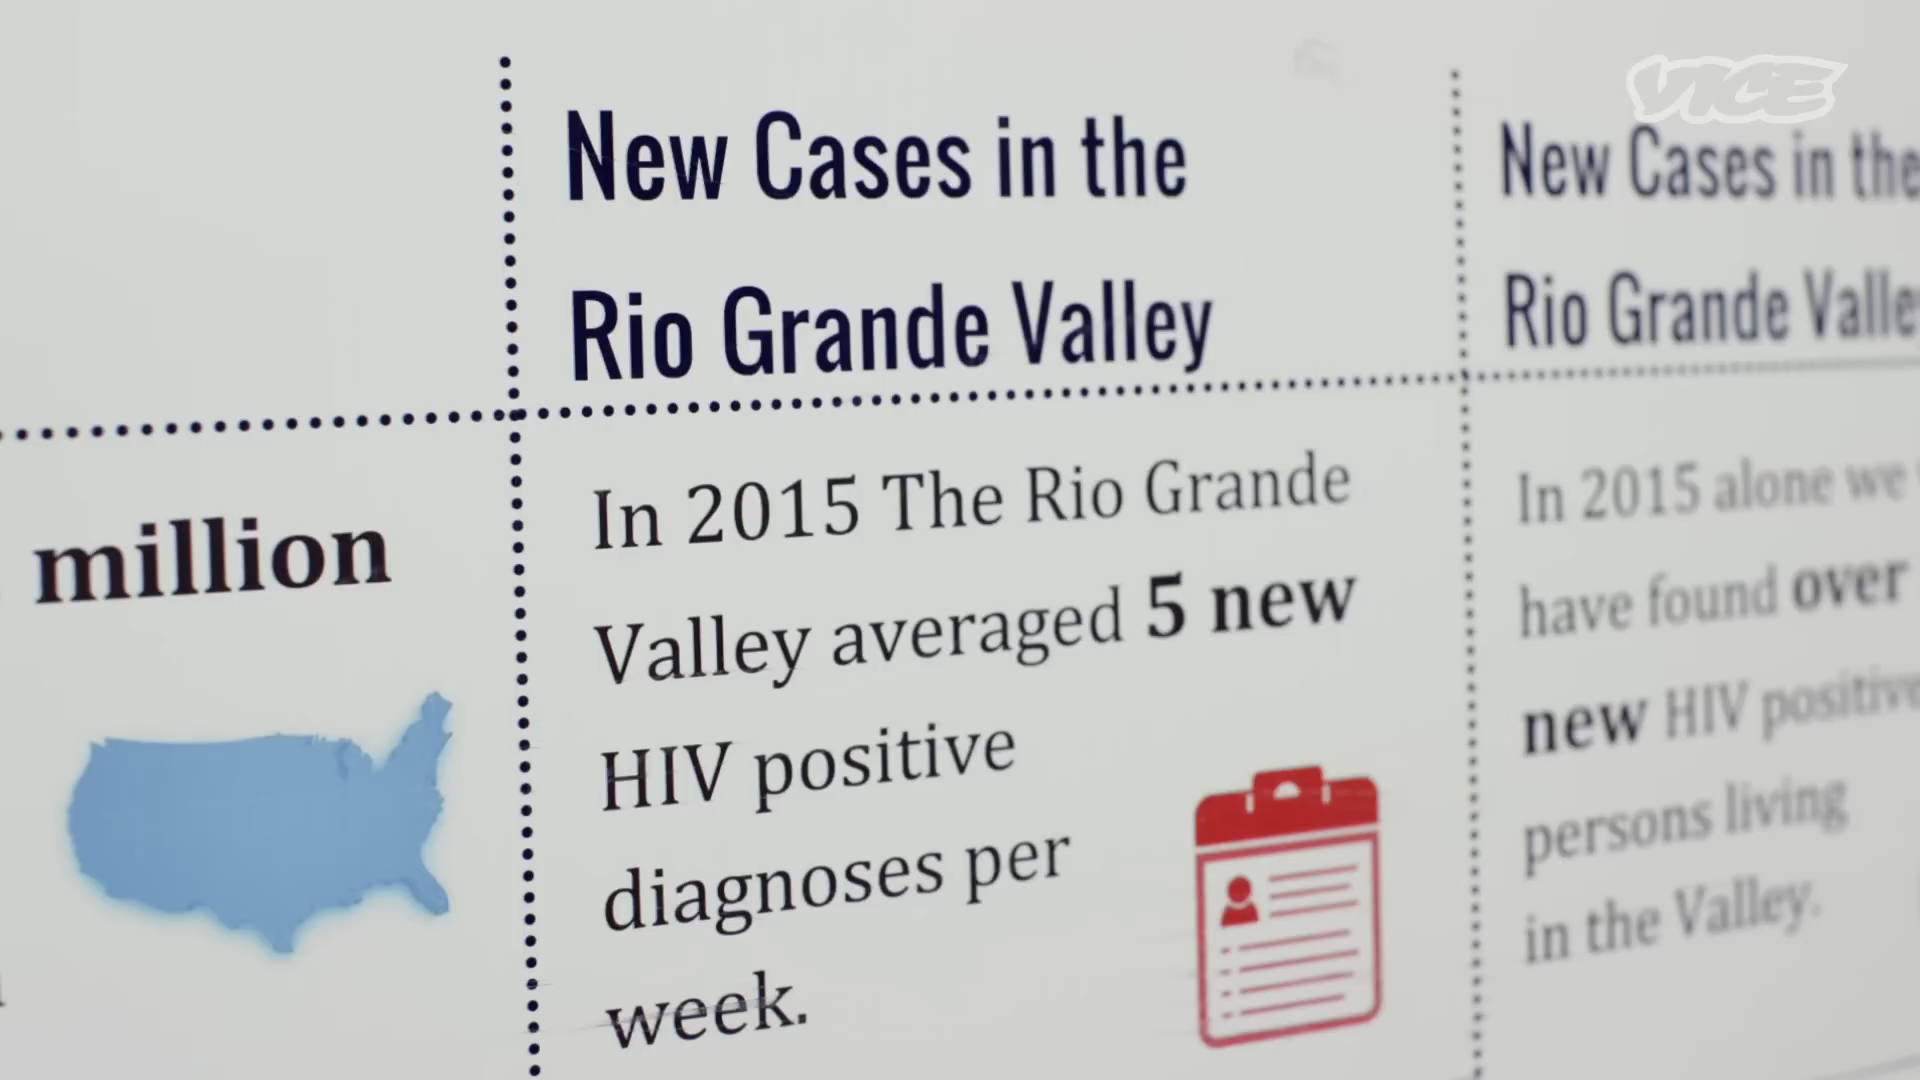 VICE
New Cases in the
Rio Grande Valley
New Cases in the
Rio Grande Valley
million
In 2015 The Rio Grande
Valley averaged 5 new
HIV positive
diagnoses per
week.
In 2015 alone we
have found over
new HIV positive
persons living
in the Valley.